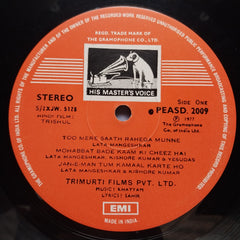 REGD. TRADE MARK OF
THE GRAMOPHONE CO. LTD.
HIS MASTER'S VOICE
STEREO
SIDE ONE
PEASD. 2009
HINDI FILM:
TRISHUL
℗ 1977
The Gramophone
Co. of India Ltd.
TOO MERE SAATH RAHEGA MUNNE
LATA MANGESHKAR
MOHABBAT BADE KAAM KI CHEEZ HAI
LATA MANGESHKAR, KISHORE KUMAR & YESUDAS
JAN-E-MAN TUM KAMAAL KARTE HO
LATA MANGESHKAR & KISHORE KUMAR
TRIMURTI FILMS PVT. LTD.
MUSIC: KHAYYAM
LYRICS: SAHIR
EMI
MADE IN INDIA